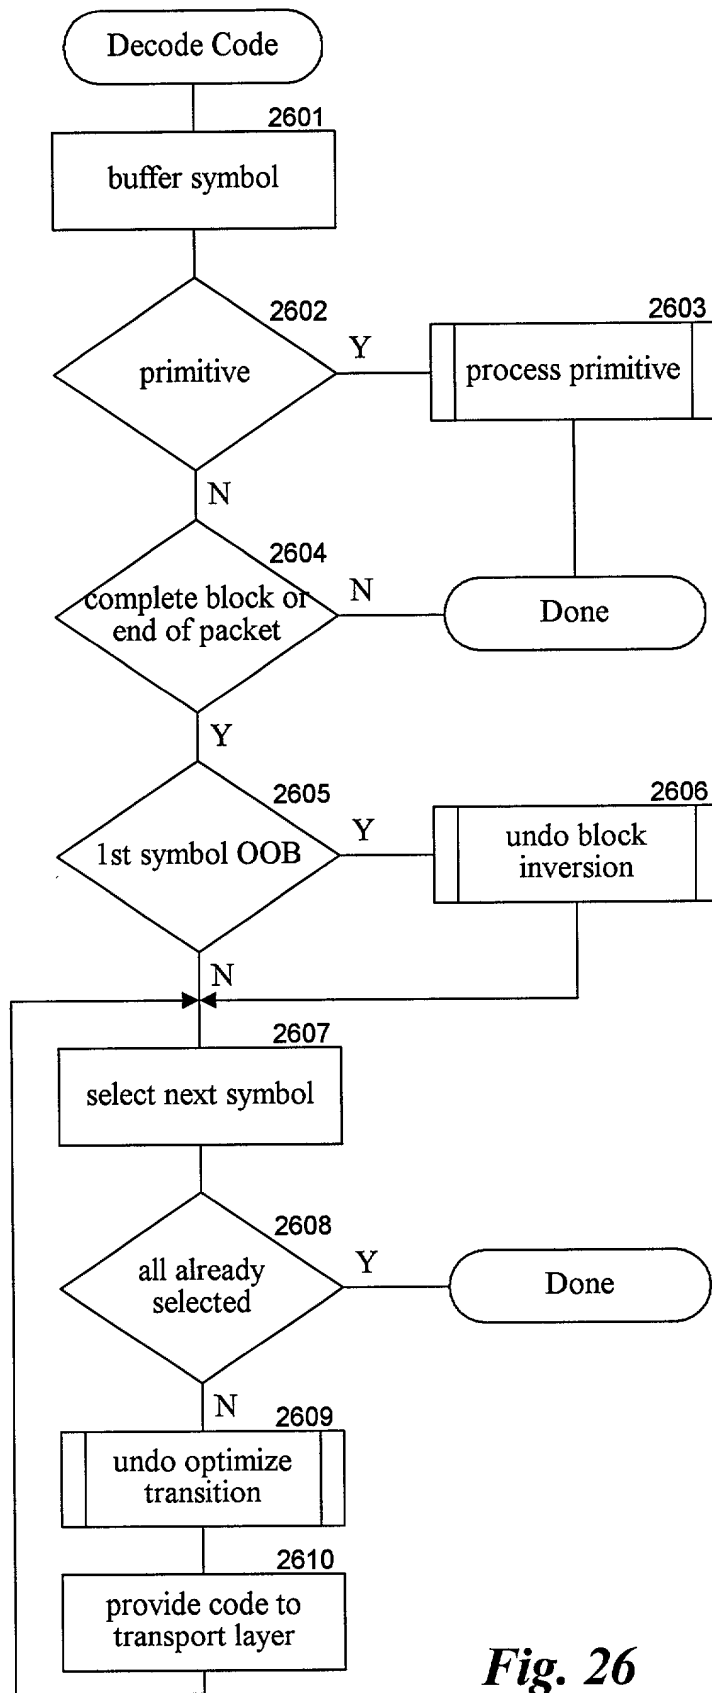 Decode Code
2601
buffer symbol
2602
primitive
Y
2603
process primitive
N
2604
complete block or
end of packet
N
Done
Y
2605
1st symbol OOB
Y
2606
undo block
inversion
N
2607
select next symbol
2608
all already
selected
Y
Done
N
2609
undo optimize
transition
2610
provide code to
transport layer
Fig. 26